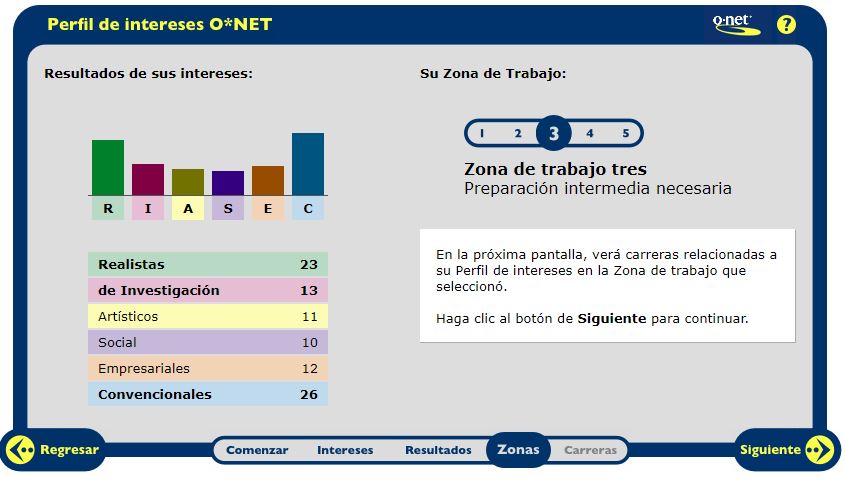 Perfil de intereses O*NET
o·net
?
Resultados de sus intereses:
R I A S E C
Realistas 23
de Investigación 13
Artísticos 11
Social 10
Empresariales 12
Convencionales 26
Su Zona de Trabajo:
1 2 3 4 5
Zona de trabajo tres
Preparación intermedia necesaria
En la próxima pantalla, verá carreras relacionadas a
su Perfil de intereses en la Zona de trabajo que
seleccionó.
Haga clic al botón de Siguiente para continuar.
Regresar
Comenzar Intereses Resultados Zonas Carreras
Siguiente